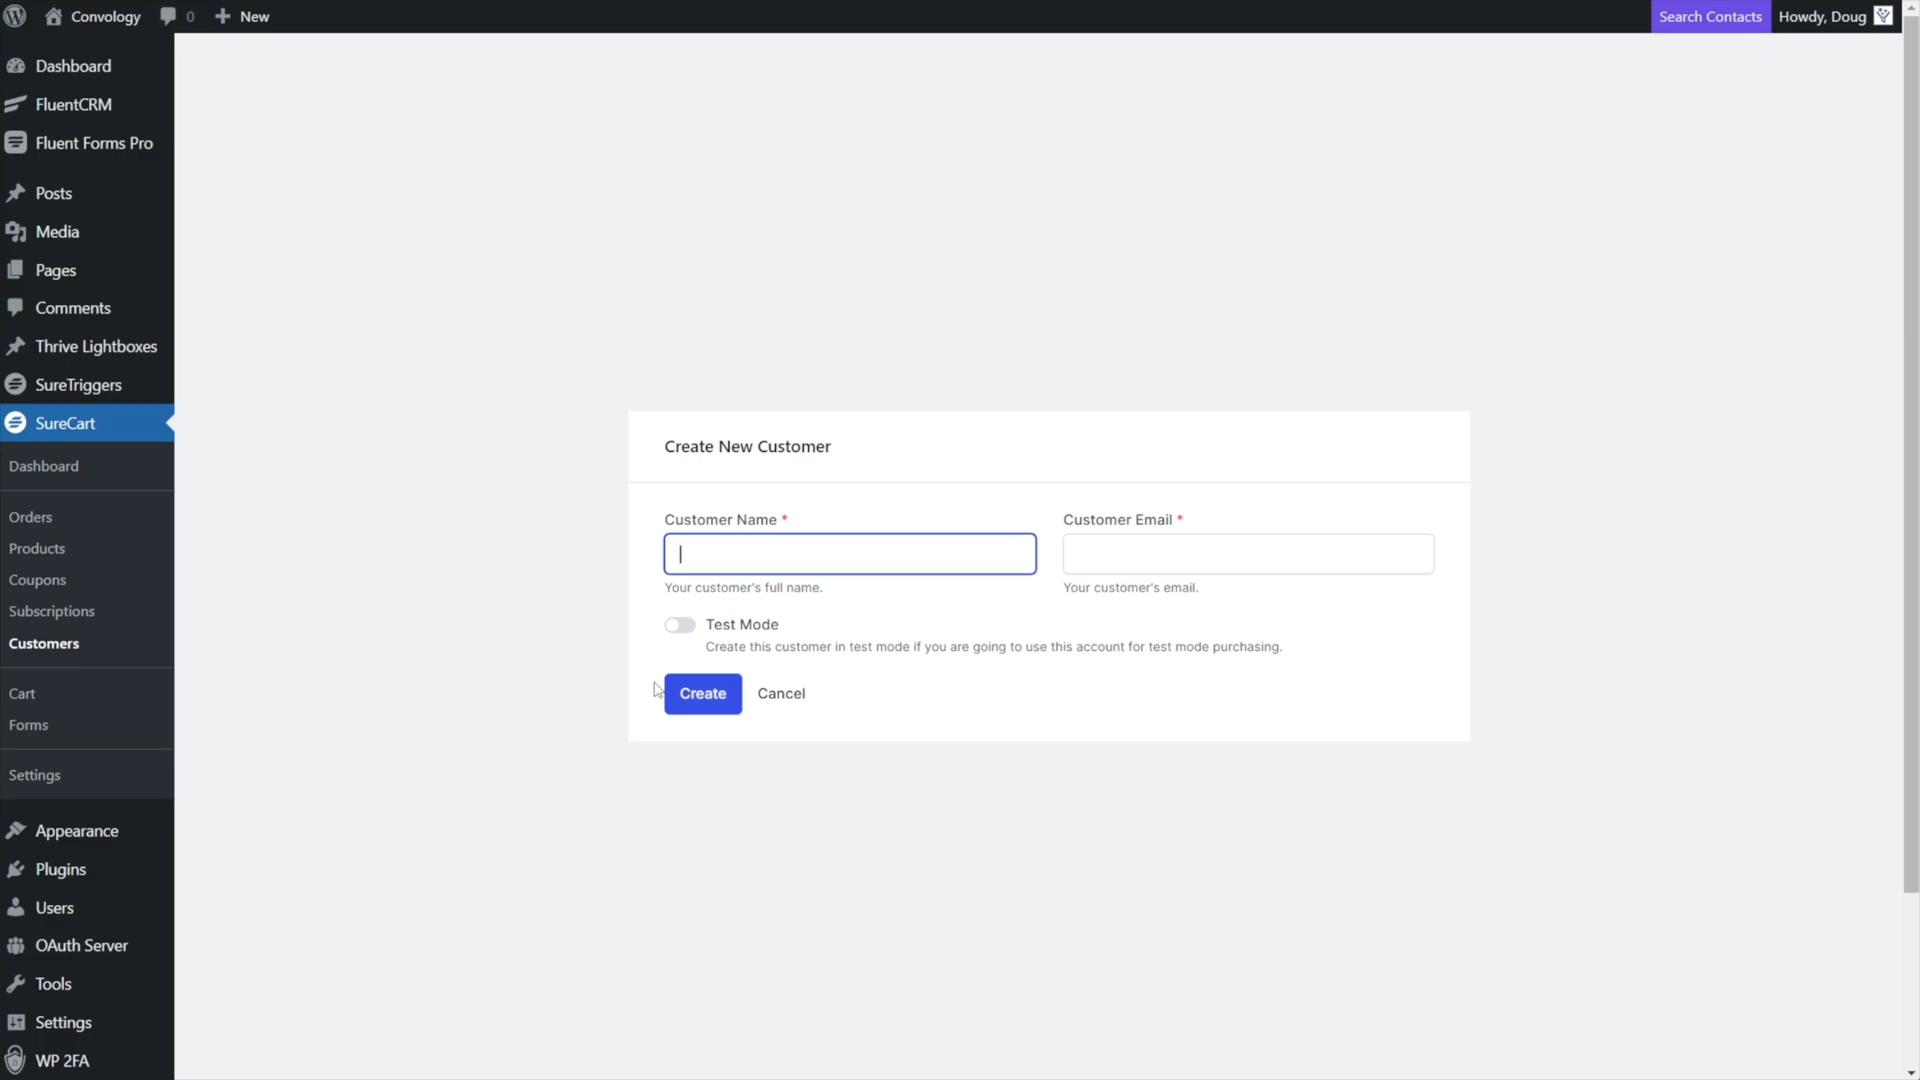 Convology
0
New
Search Contacts
Howdy, Doug
Dashboard
FluentCRM
Fluent Forms Pro
Posts
Media
Pages
Comments
Thrive Lightboxes
SureTriggers
SureCart
Dashboard
Orders
Products
Coupons
Subscriptions
Customers
Cart
Forms
Settings
Appearance
Plugins
Users
OAuth Server
Tools
Settings
WP 2FA
Create New Customer
Customer Name *
Customer Email *
Your customer's full name.
Your customer's email.
Test Mode
Create this customer in test mode if you are going to use this account for test mode purchasing.
Create
Cancel